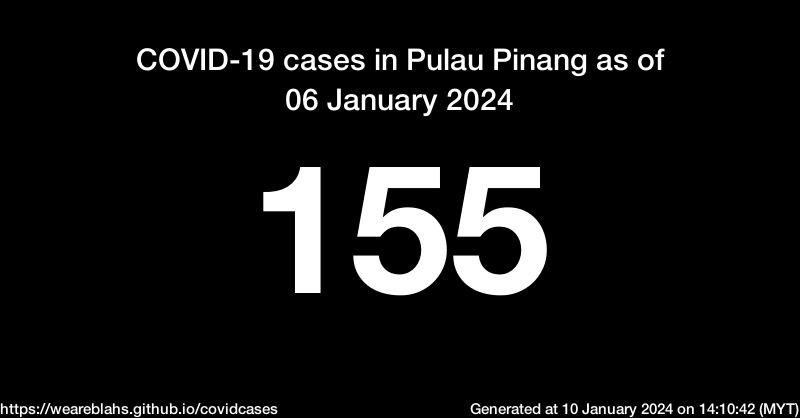 COVID-19 cases in Pulau Pinang as of
06 January 2024
155
https://weareblahs.github.io/covidcases
Generated at 10 January 2024 on 14:10:42 (MYT)